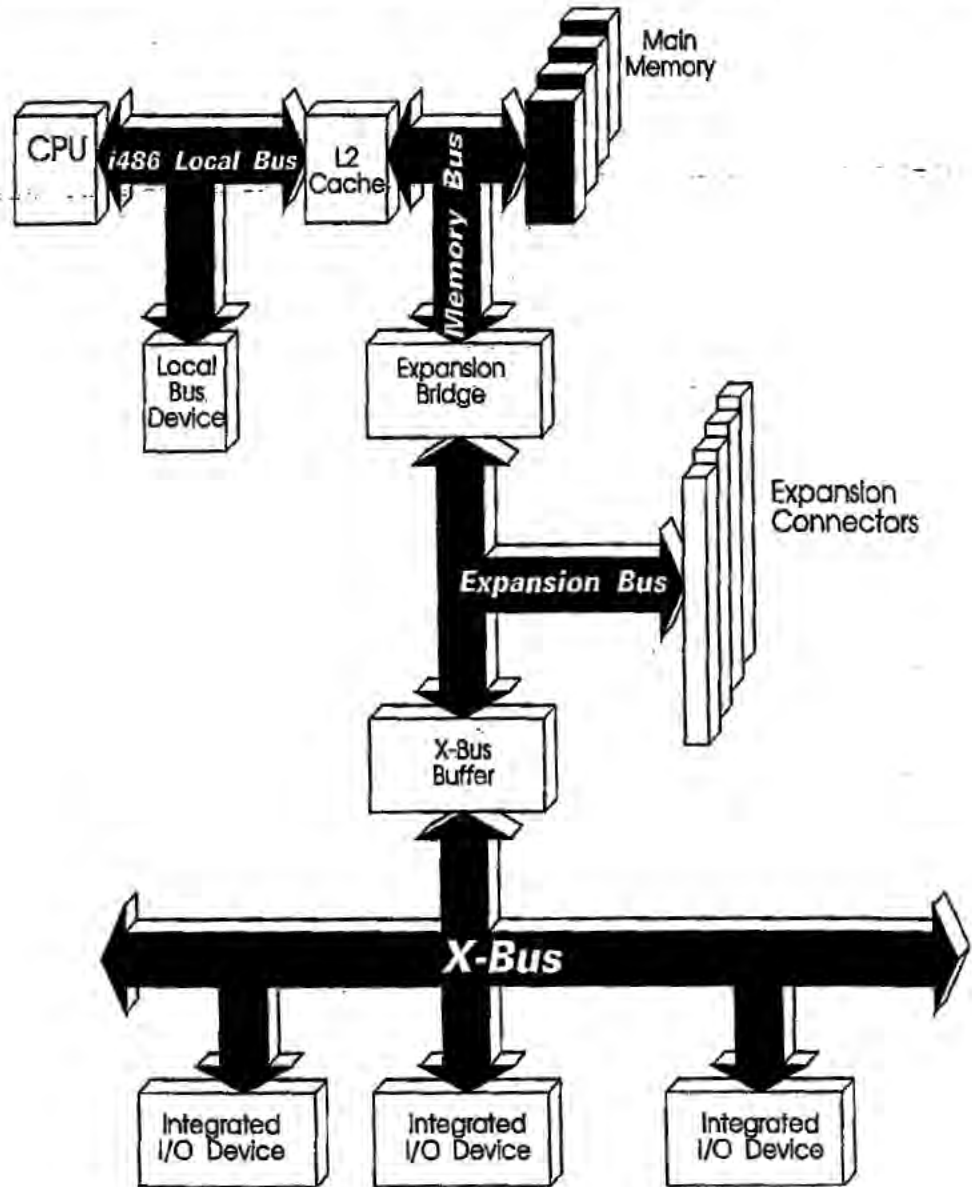 Main
Memory
CPU
i486 Local Bus
L2
Cache
Memory Bus
Local
Bus
Device
Expansion
Bridge
Expansion
Connectors
Expansion Bus
X-Bus
Buffer
X-Bus
Integrated
I/O Device
Integrated
I/O Device
Integrated
I/O Device